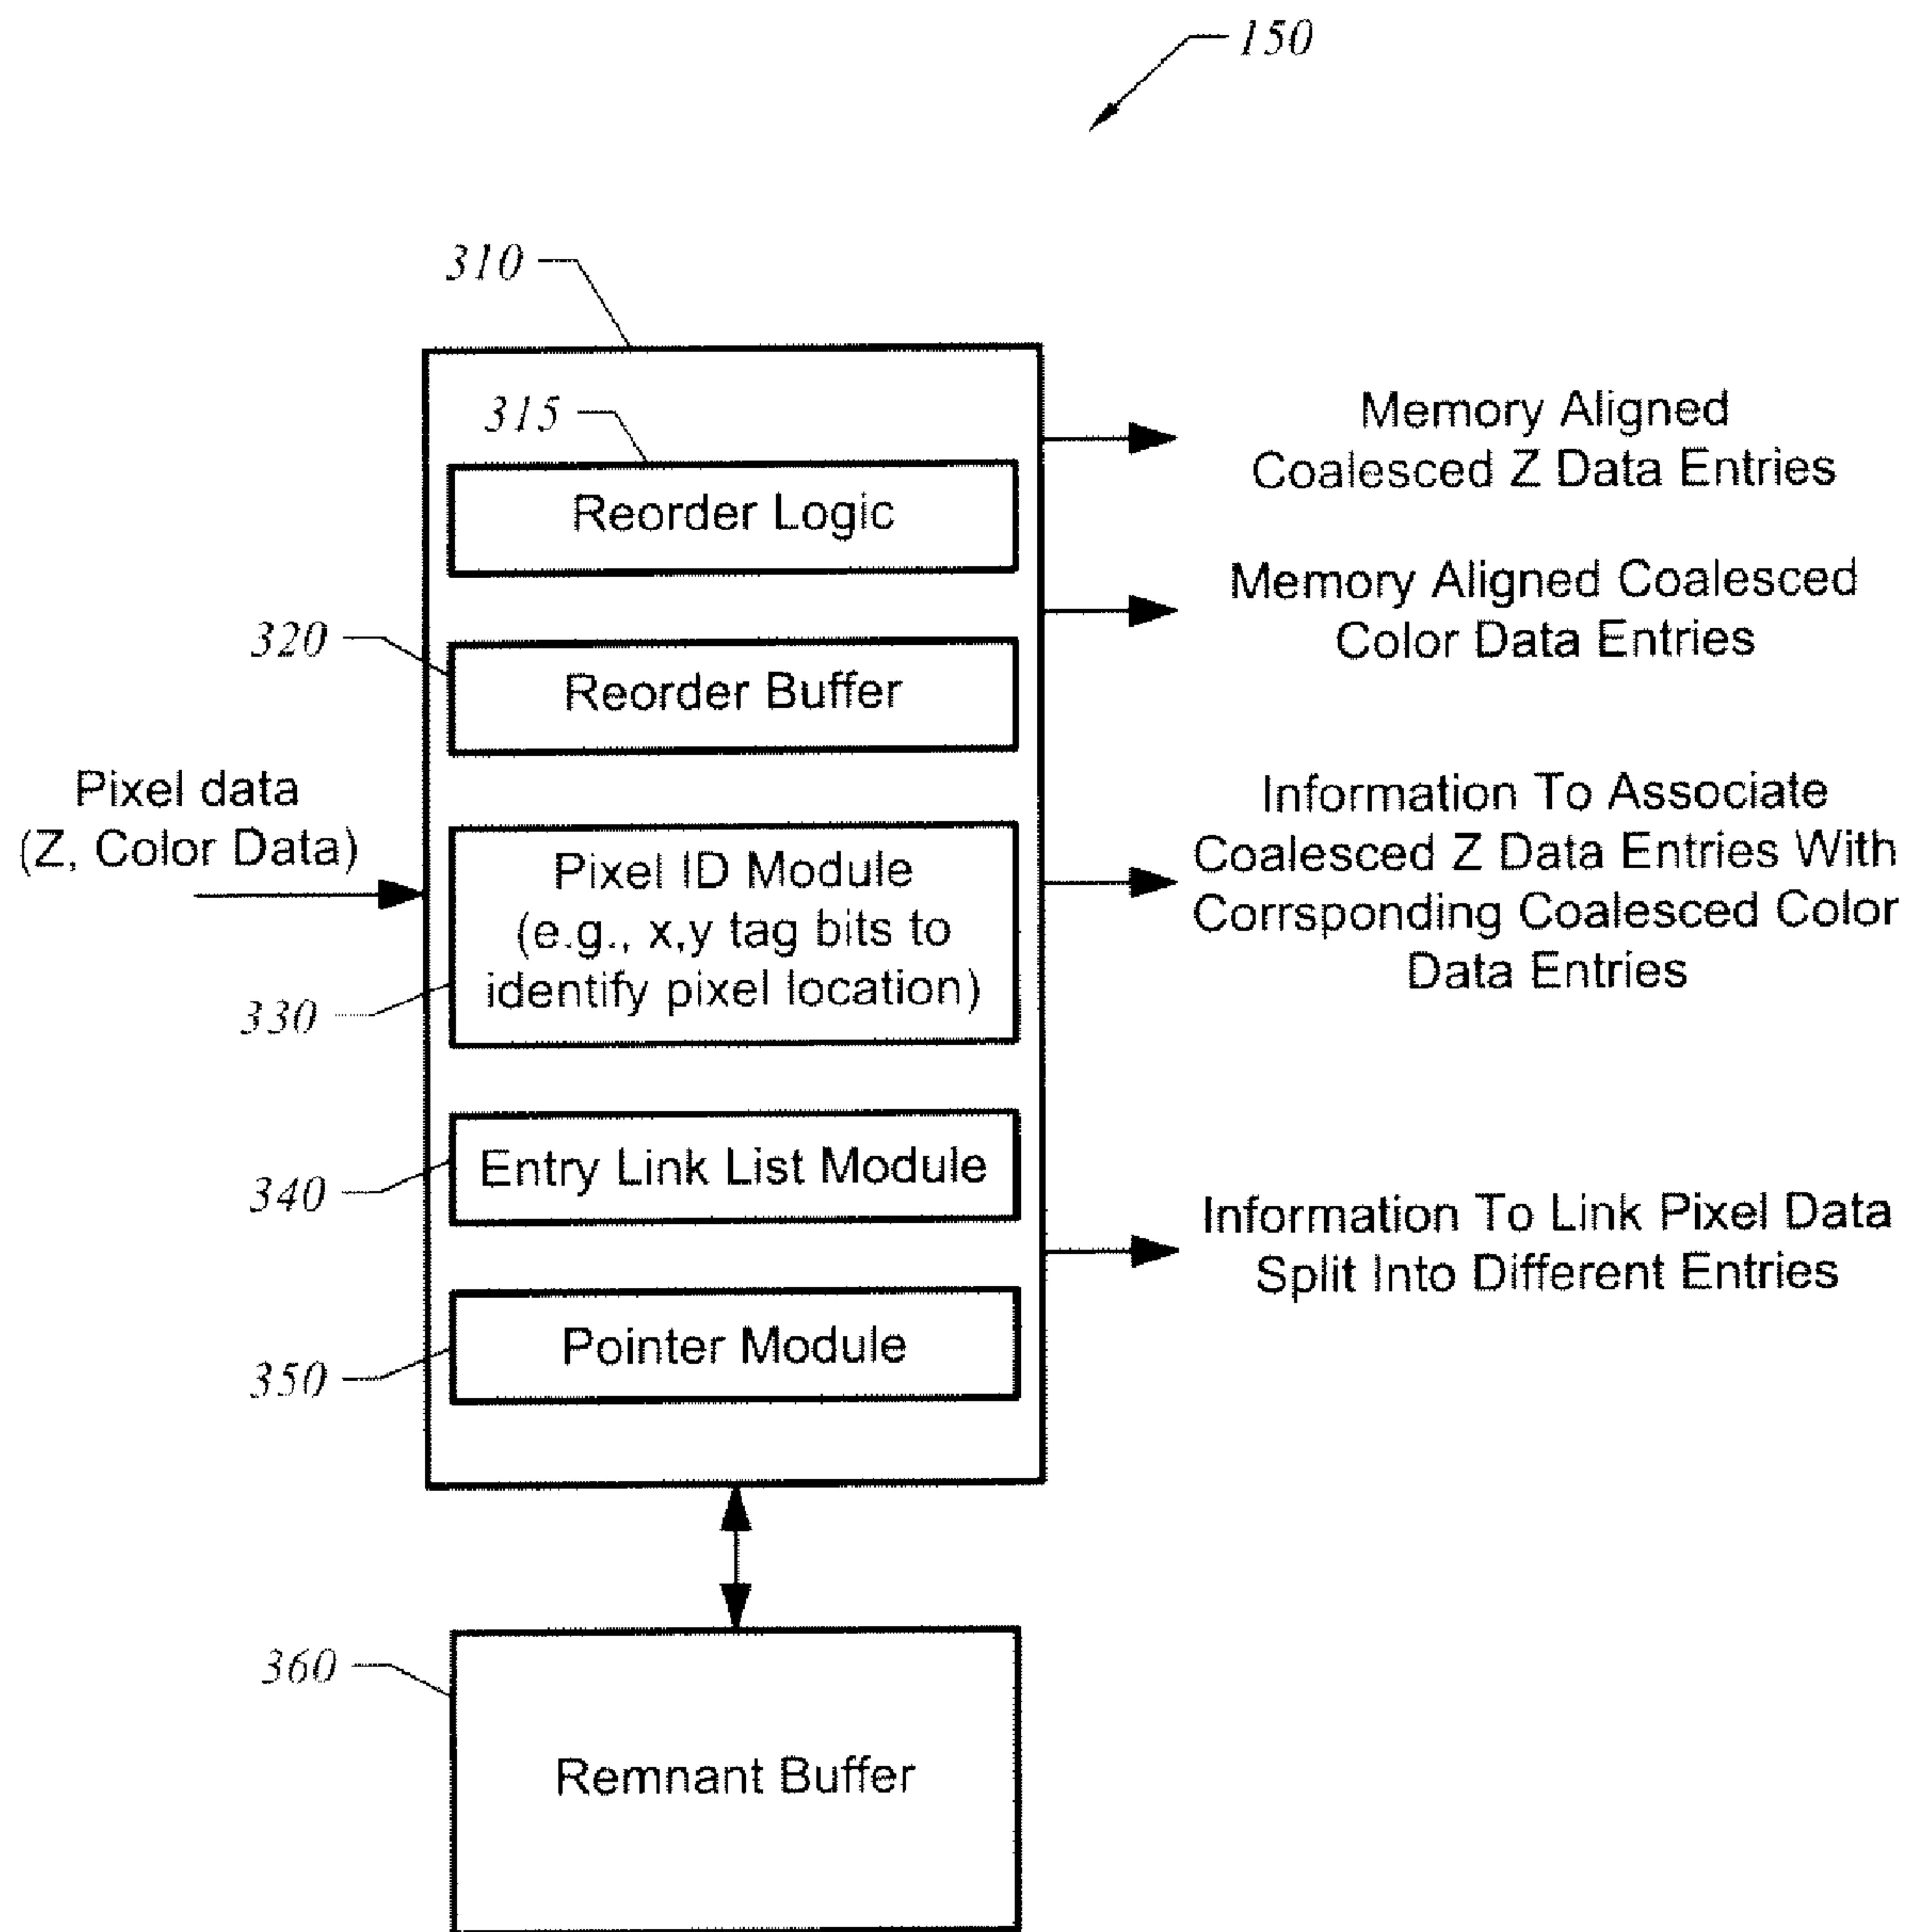 150
310
315
Reorder Logic
320
Reorder Buffer
Pixel data
(Z, Color Data)
Pixel ID Module
(e.g., x,y tag bits to
identify pixel location)
330
Entry Link List Module
340
Pointer Module
350
360
Remnant Buffer
Memory Aligned
Coalesced Z Data Entries
Memory Aligned Coalesced
Color Data Entries
Information To Associate
Coalesced Z Data Entries With
Corrsponding Coalesced Color
Data Entries
Information To Link Pixel Data
Split Into Different Entries